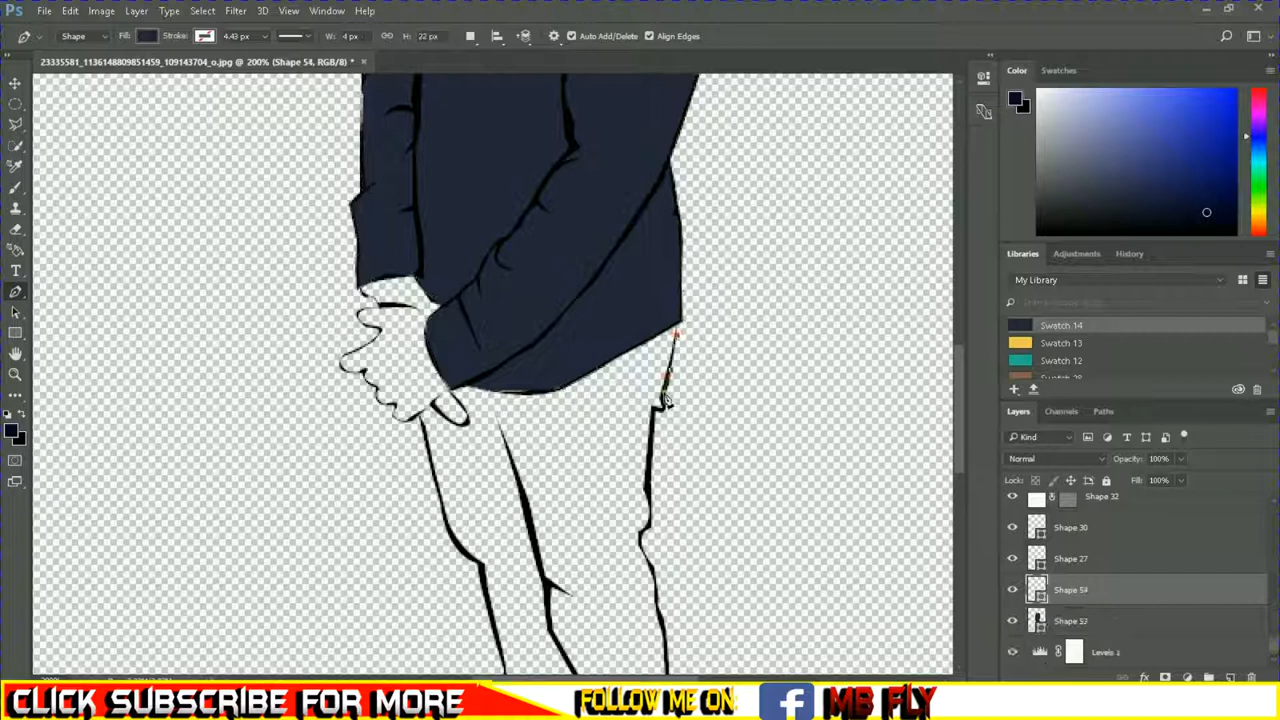 Ps File Edit Image Layer Type Select Filter 3D View Window Help
Shape Fill: Stroke: 4.43 px W: 4 px H: 22 px Auto Add/Delete Align Edges
23335581_1136148809851459_109143704_o.jpg @ 200% (Shape 54, RGB/8) *
Color Swatches
Libraries Adjustments History
My Library
Swatch 14
Swatch 13
Swatch 12
Layers Channels Paths
Kind
Normal Opacity: 100%
Lock: Fill: 100%
Shape 32
Shape 30
Shape 27
Shape 54
Shape 53
Levels 1
CLICK SUBSCRIBE FOR MORE FOLLOW ME ON f MB FLY